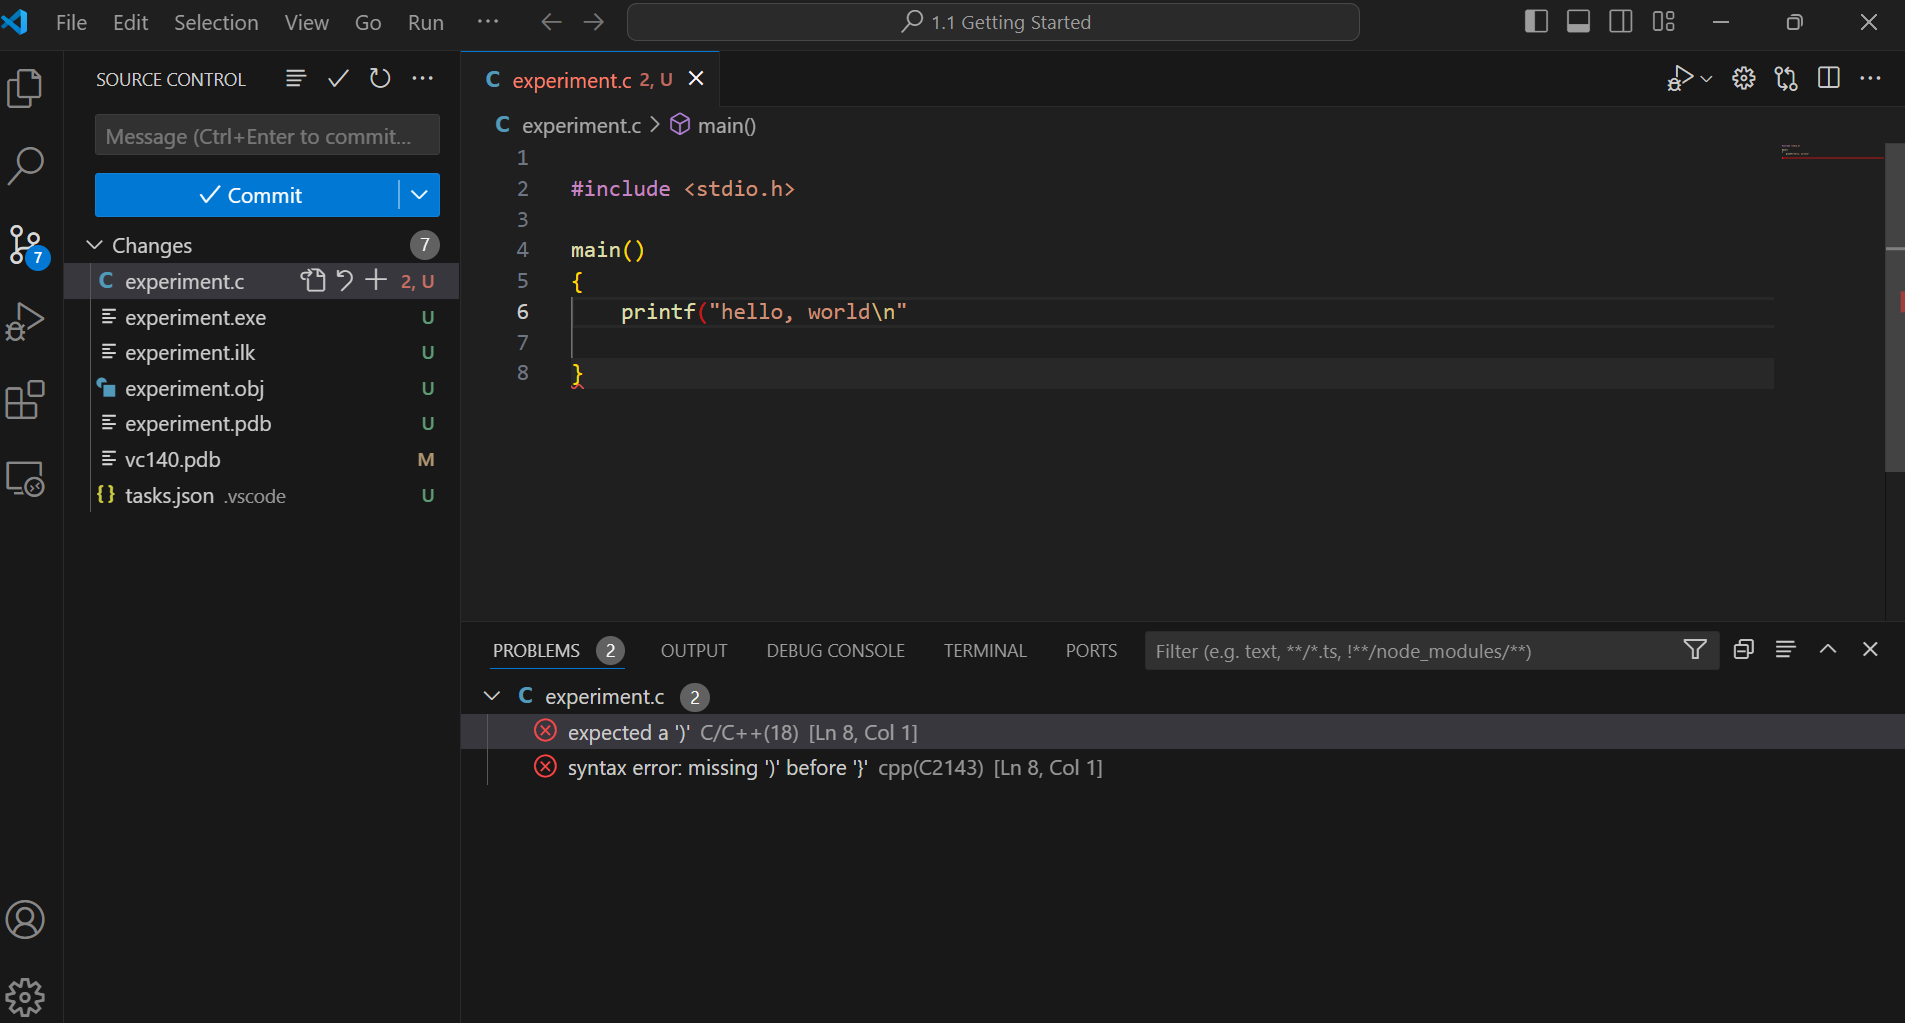 File Edit Selection View Go Run ··· 1.1 Getting Started
SOURCE CONTROL
Message (Ctrl+Enter to commit...
Commit
Changes 7
experiment.c 2, U
experiment.exe U
experiment.ilk U
experiment.obj U
experiment.pdb U
vc140.pdb M
{} tasks.json .vscode U
7
C experiment.c 2, U
C experiment.c > main()
1
2 #include <stdio.h>
3
4 main()
5 {
6 printf("hello, world\n"
7
8 }
PROBLEMS 2 OUTPUT DEBUG CONSOLE TERMINAL PORTS Filter (e.g. text, **/*.ts, !**/node_modules/**)
C experiment.c 2
expected a ')' C/C++(18) [Ln 8, Col 1]
syntax error: missing ')' before '}' cpp(C2143) [Ln 8, Col 1]